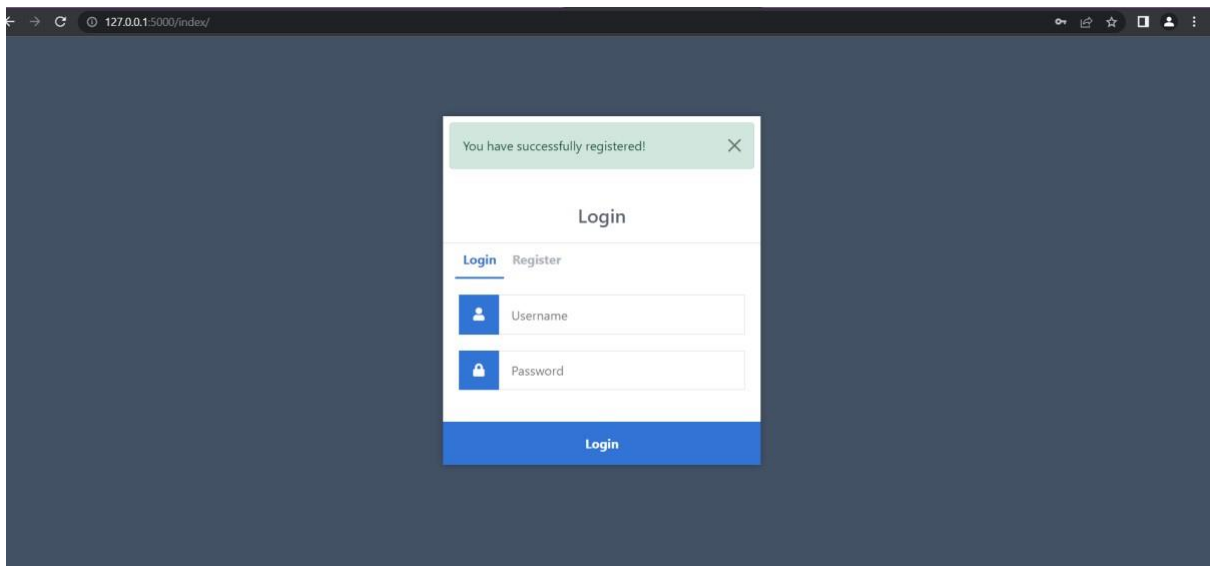 127.0.0.1:5000/index/
You have successfully registered!
Login
Login Register
Username
Password
Login